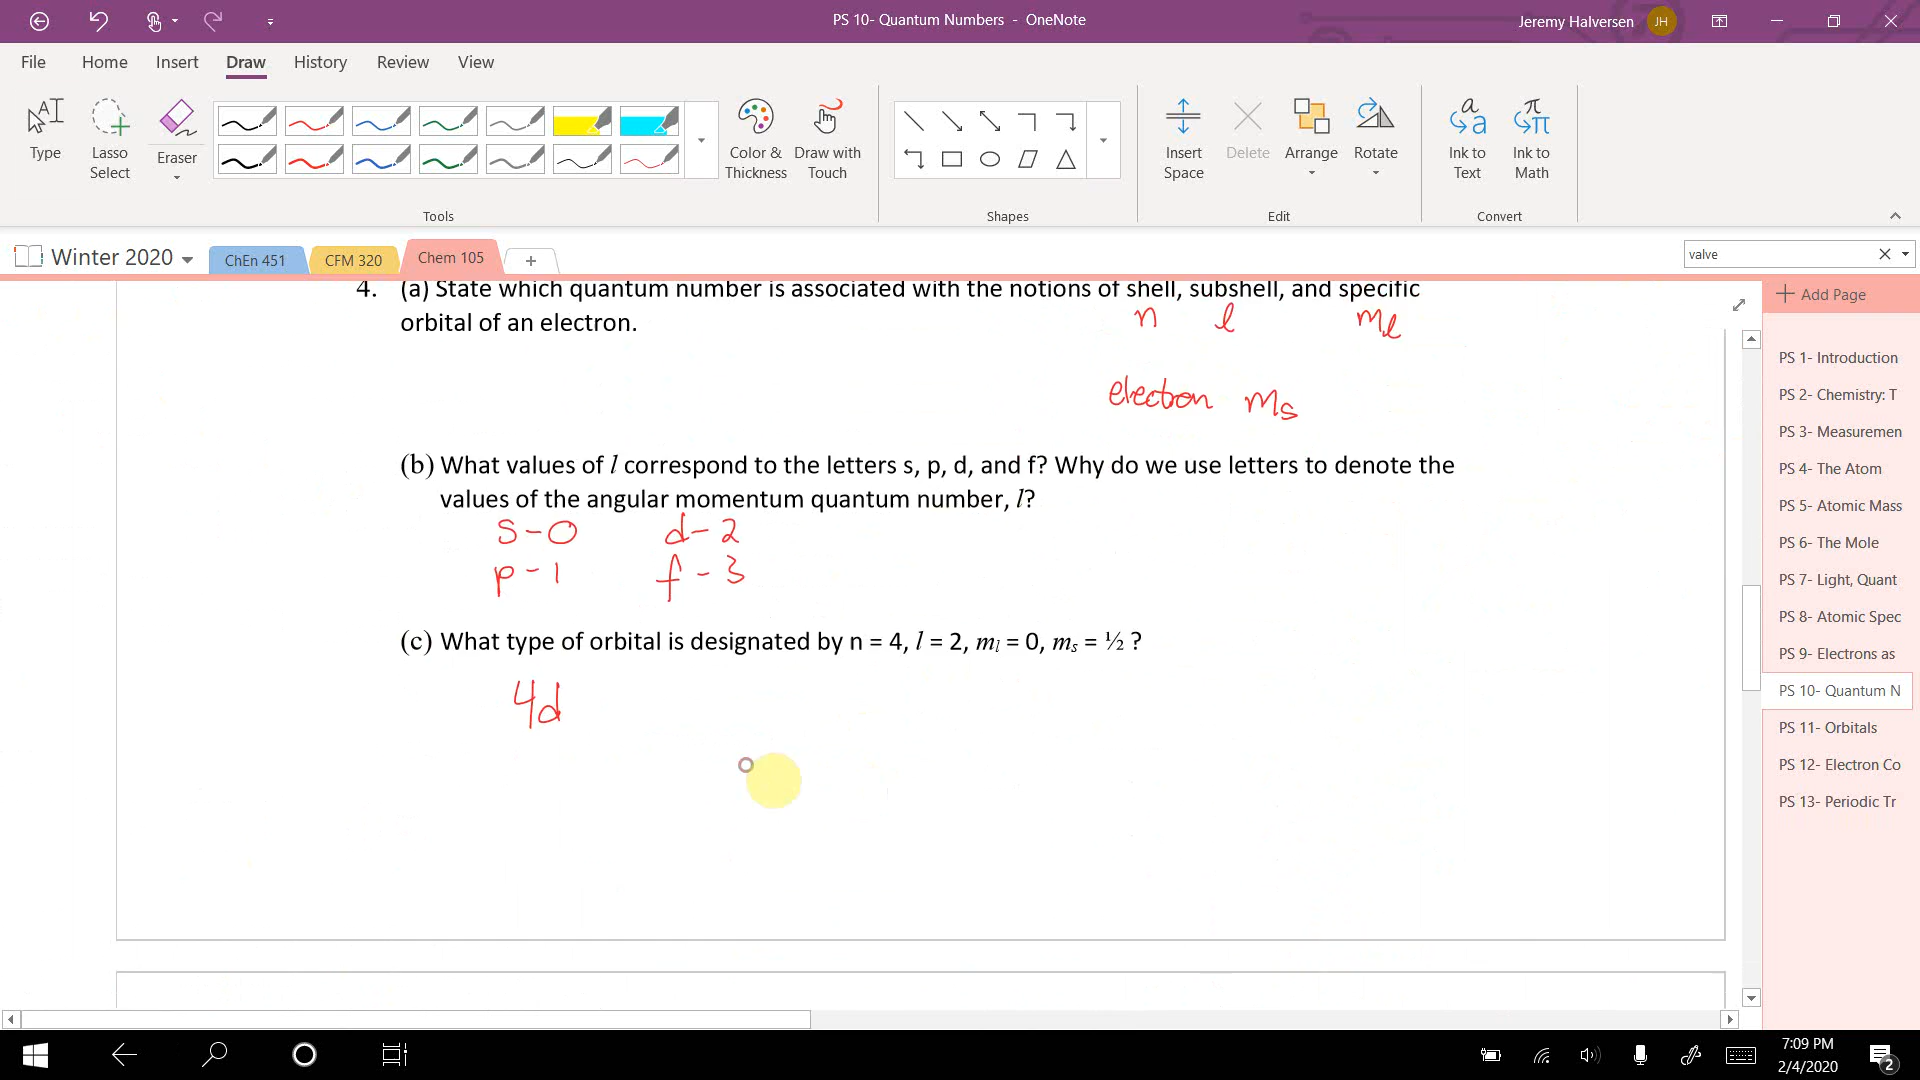 PS 10- Quantum Numbers - OneNote
Jeremy Halversen JH
File Home Insert Draw History Review View
Type
Lasso Select
Eraser
Color & Thickness
Draw with Touch
Insert Space
Delete
Arrange
Rotate
Ink to Text
Ink to Math
Tools
Shapes
Edit
Convert
Winter 2020
ChEn 451
CFM 320
Chem 105
+
valve
Add Page
4. (a) State which quantum number is associated with the notions of shell, subshell, and specific
orbital of an electron.
n l ml
electron ms
(b) What values of l correspond to the letters s, p, d, and f? Why do we use letters to denote the
values of the angular momentum quantum number, l?
s - 0 d - 2
p - 1 f - 3
(c) What type of orbital is designated by n = 4, l = 2, ml = 0, ms = ½ ?
4d
PS 1- Introduction
PS 2- Chemistry: T
PS 3- Measuremen
PS 4- The Atom
PS 5- Atomic Mass
PS 6- The Mole
PS 7- Light, Quant
PS 8- Atomic Spec
PS 9- Electrons as
PS 10- Quantum N
PS 11- Orbitals
PS 12- Electron Co
PS 13- Periodic Tr
7:09 PM
2/4/2020
2